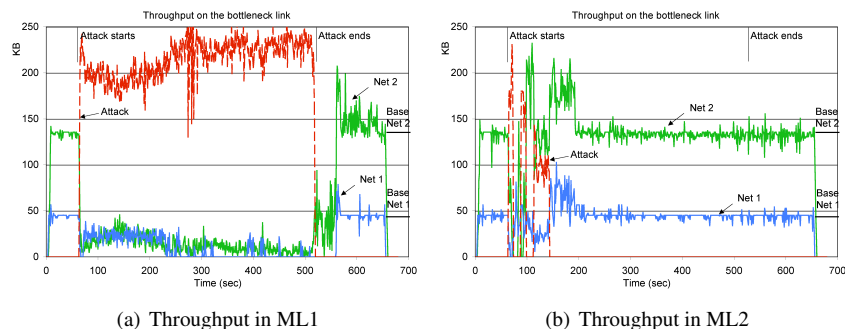 Throughput on the bottleneck link
Attack starts
Attack ends
KB
250
200
150
100
50
0
Net 2
Attack
Base
Net 2
Net 1
Base
Net 1
0 100 200 300 400 500 600 700
Time (sec)
(a) Throughput in ML1
Throughput on the bottleneck link
Attack starts
Attack ends
KB
250
200
150
100
50
0
Net 2
Base
Net 2
Attack
Net 1
Base
Net 1
0 100 200 300 400 500 600 700
Time (sec)
(b) Throughput in ML2